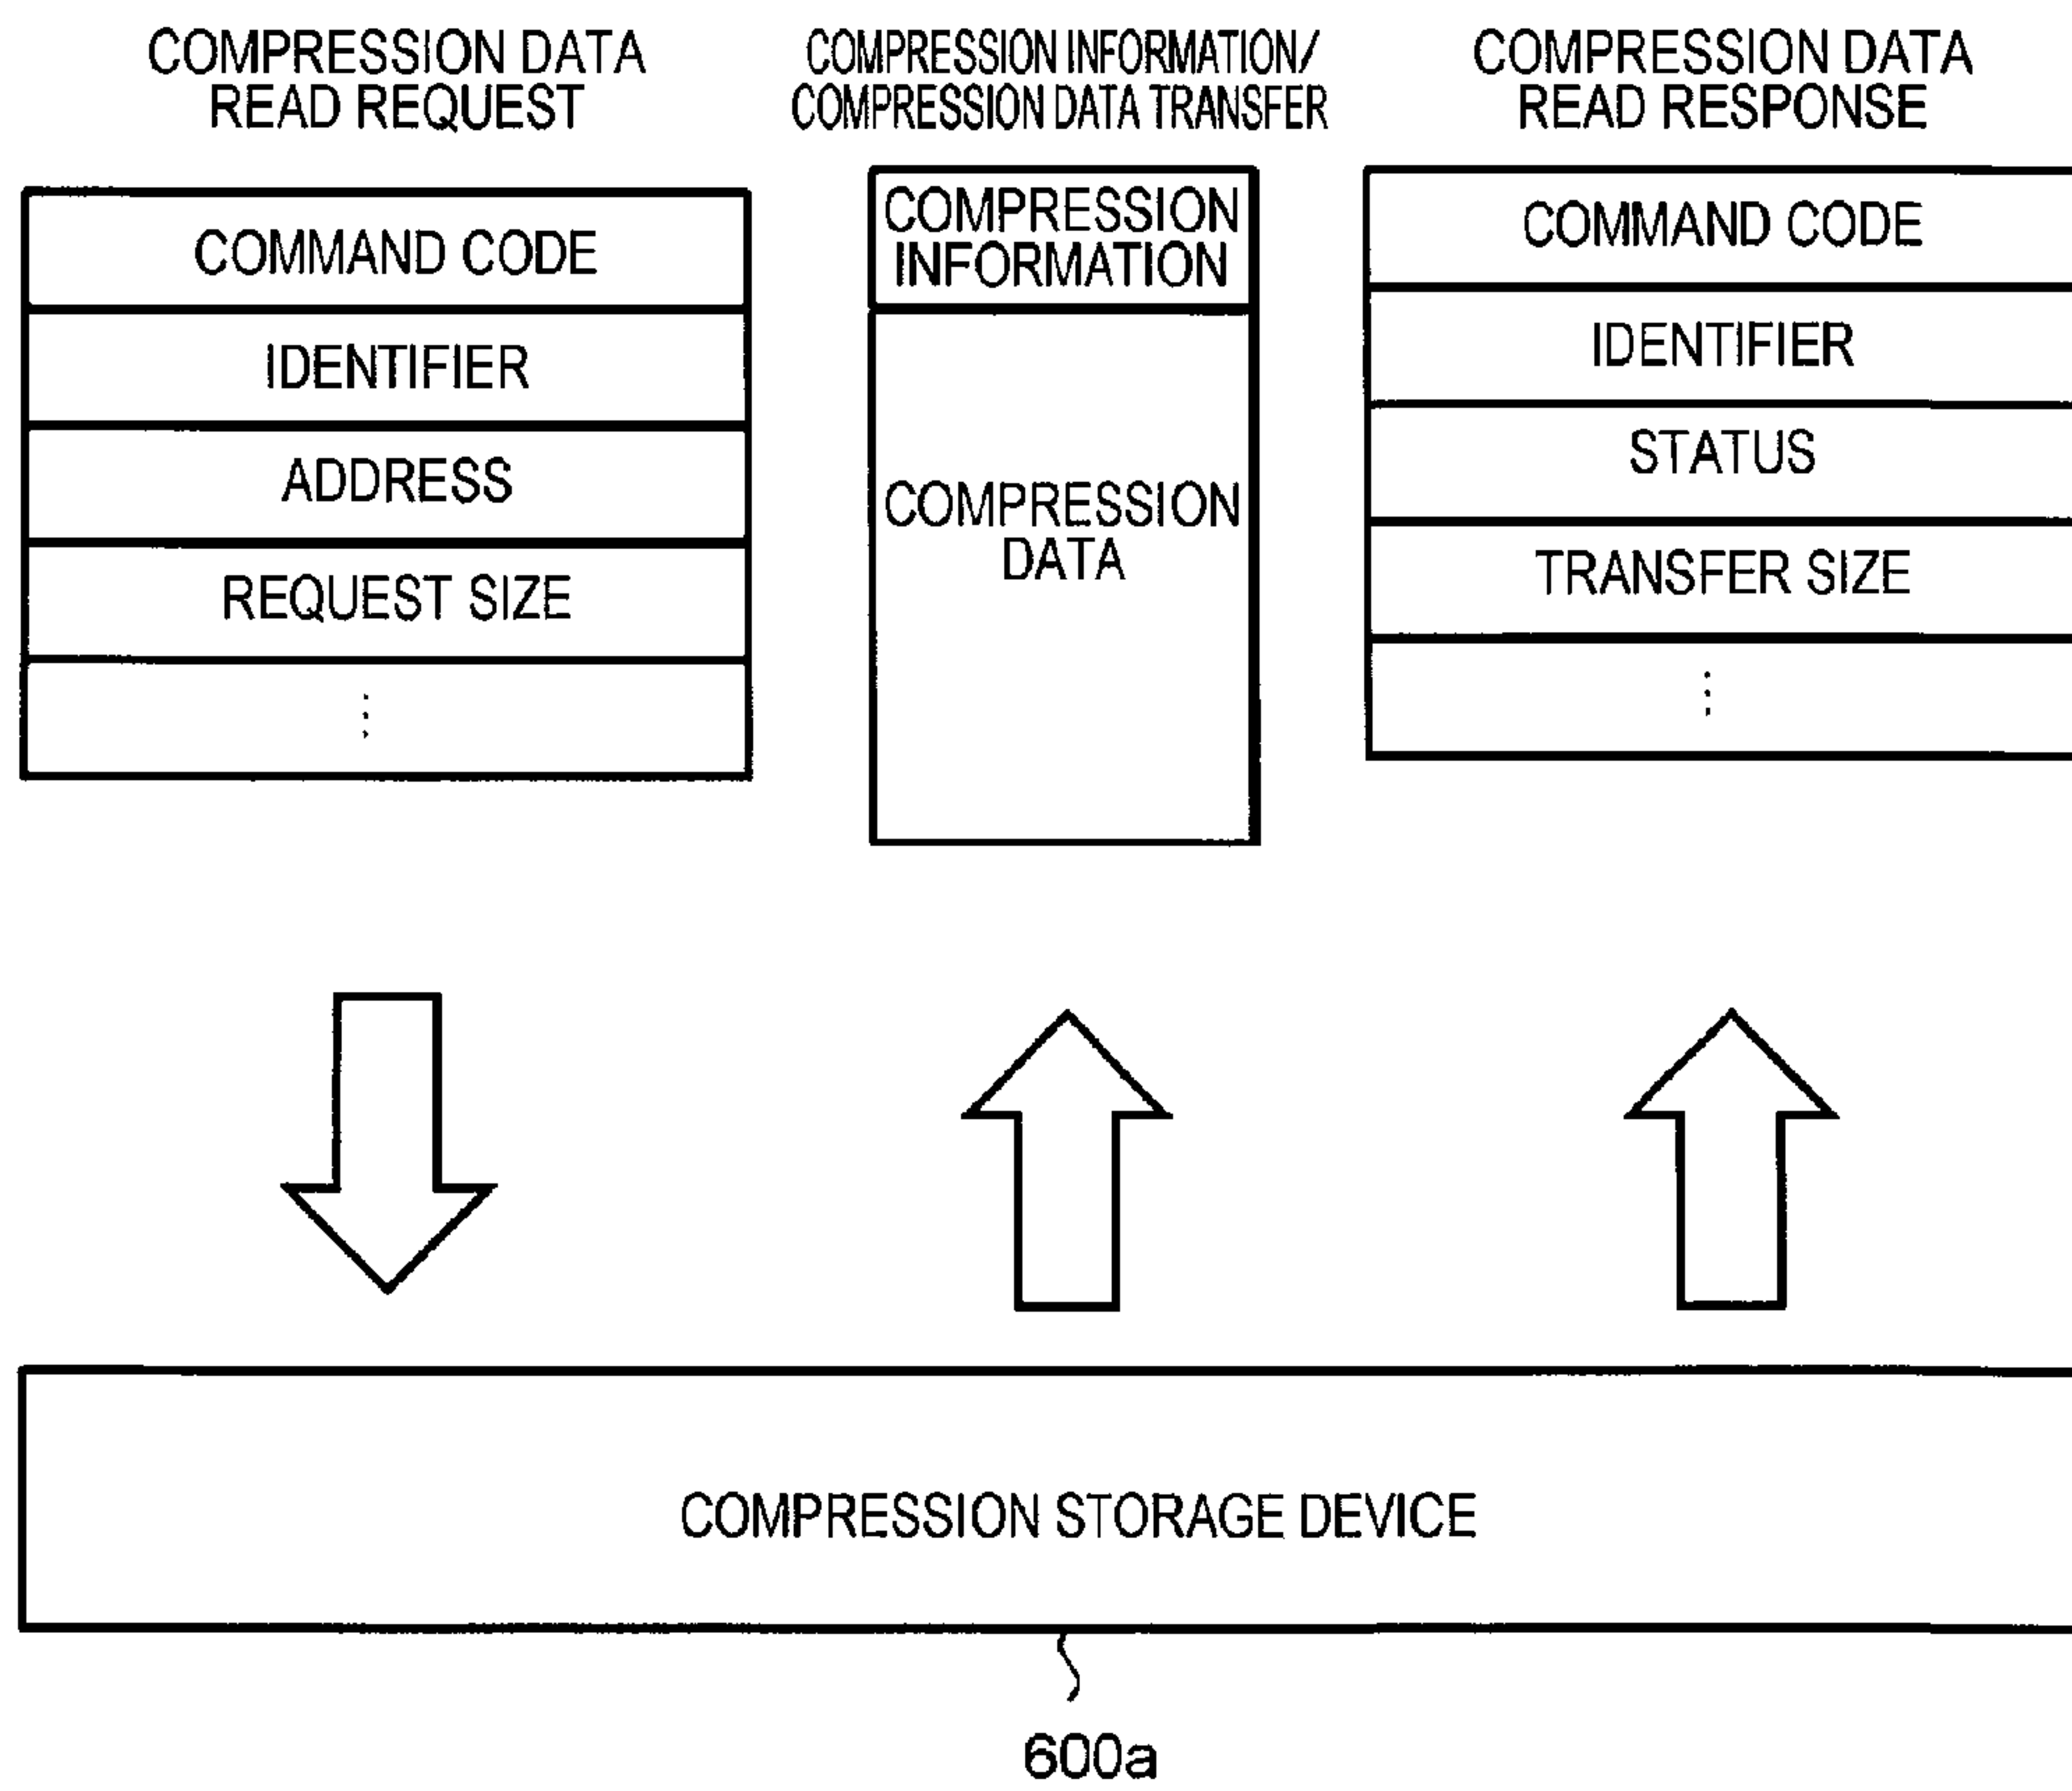 COMPRESSION DATA
READ REQUEST
COMMAND CODE
IDENTIFIER
ADDRESS
REQUEST SIZE
⋮
COMPRESSION INFORMATION/
COMPRESSION DATA TRANSFER
COMPRESSION
INFORMATION
COMPRESSION
DATA
COMPRESSION DATA
READ RESPONSE
COMMAND CODE
IDENTIFIER
STATUS
TRANSFER SIZE
⋮
COMPRESSION STORAGE DEVICE
600a